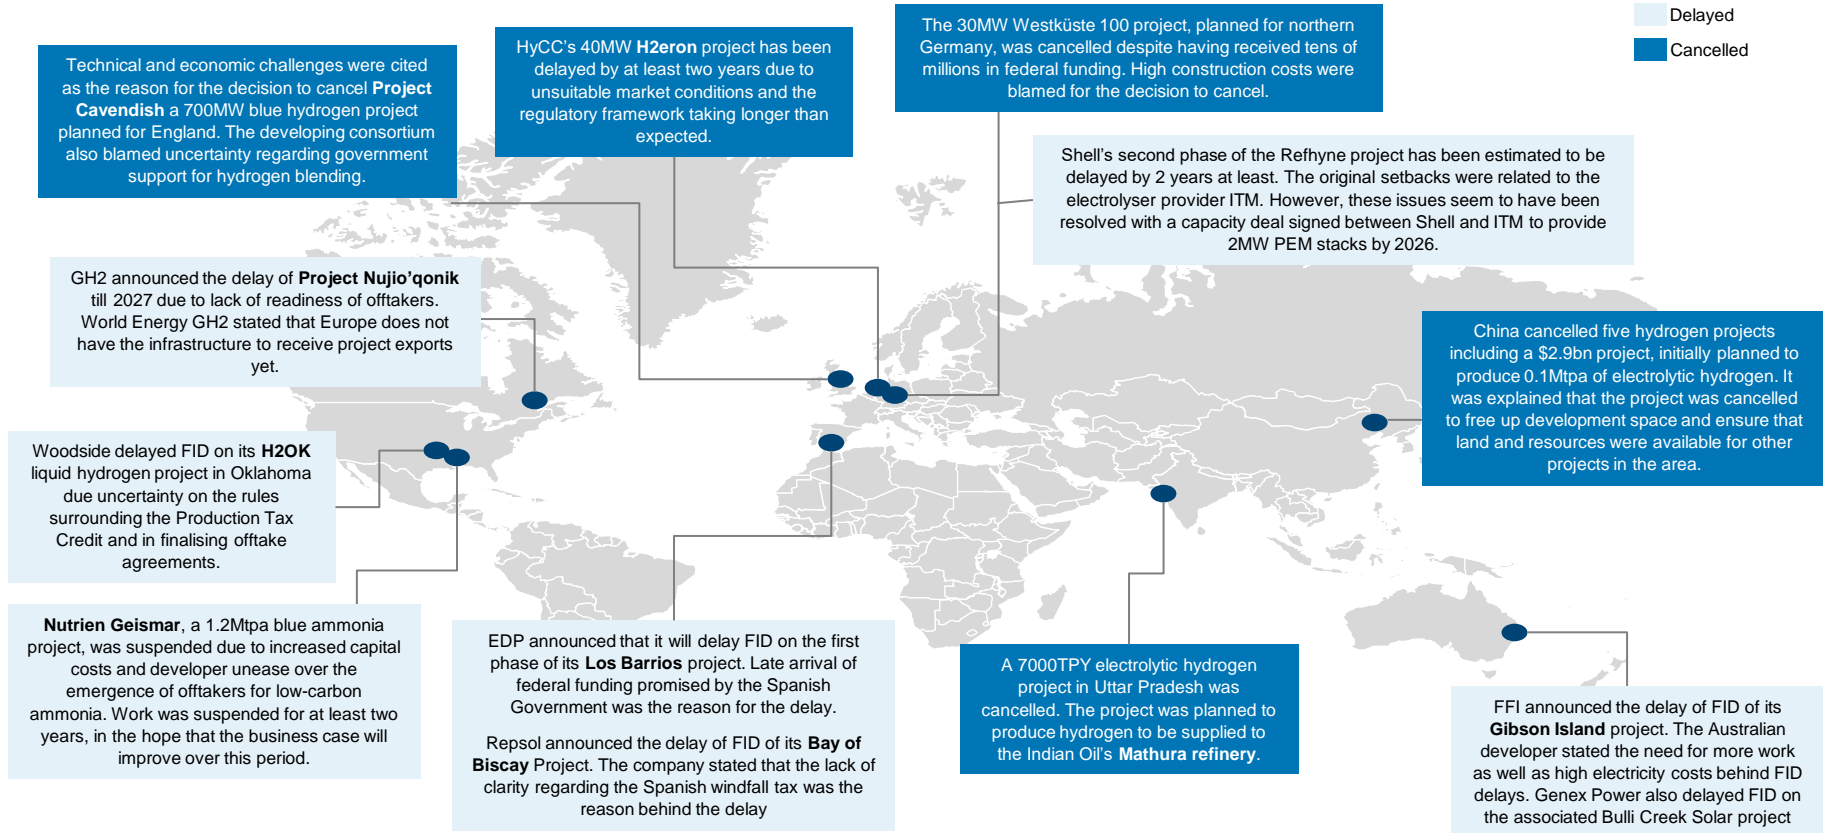 Delayed
Cancelled
Technical and economic challenges were cited
as the reason for the decision to cancel Project
Cavendish a 700MW blue hydrogen project
planned for England. The developing consortium
also blamed uncertainty regarding government
support for hydrogen blending.
HyCC's 40MW H2eron project has been
delayed by at least two years due to
unsuitable market conditions and the
regulatory framework taking longer than
expected.
The 30MW Westküste 100 project, planned for northern
Germany, was cancelled despite having received tens of
millions in federal funding. High construction costs were
blamed for the decision to cancel.
Shell's second phase of the Refhyne project has been estimated to be
delayed by 2 years at least. The original setbacks were related to the
electrolyser provider ITM. However, these issues seem to have been
resolved with a capacity deal signed between Shell and ITM to provide
2MW PEM stacks by 2026.
GH2 announced the delay of Project Nujio'qonik
till 2027 due to lack of readiness of offtakers.
World Energy GH2 stated that Europe does not
have the infrastructure to receive project exports
yet.
China cancelled five hydrogen projects
including a $2.9bn project, initially planned to
produce 0.1Mtpa of electrolytic hydrogen. It
was explained that the project was cancelled
to free up development space and ensure that
land and resources were available for other
projects in the area.
Woodside delayed FID on its H2OK
liquid hydrogen project in Oklahoma
due uncertainty on the rules
surrounding the Production Tax
Credit and in finalising offtake
agreements.
Nutrien Geismar, a 1.2Mtpa blue ammonia
project, was suspended due to increased capital
costs and developer unease over the
emergence of offtakers for low-carbon
ammonia. Work was suspended for at least two
years, in the hope that the business case will
improve over this period.
EDP announced that it will delay FID on the first
phase of its Los Barrios project. Late arrival of
federal funding promised by the Spanish
Government was the reason for the delay.
Repsol announced the delay of FID of its Bay of
Biscay Project. The company stated that the lack of
clarity regarding the Spanish windfall tax was the
reason behind the delay
A 7000TPY electrolytic hydrogen
project in Uttar Pradesh was
cancelled. The project was planned to
produce hydrogen to be supplied to
the Indian Oil's Mathura refinery.
FFI announced the delay of FID of its
Gibson Island project. The Australian
developer stated the need for more work
as well as high electricity costs behind FID
delays. Genex Power also delayed FID on
the associated Bulli Creek Solar project